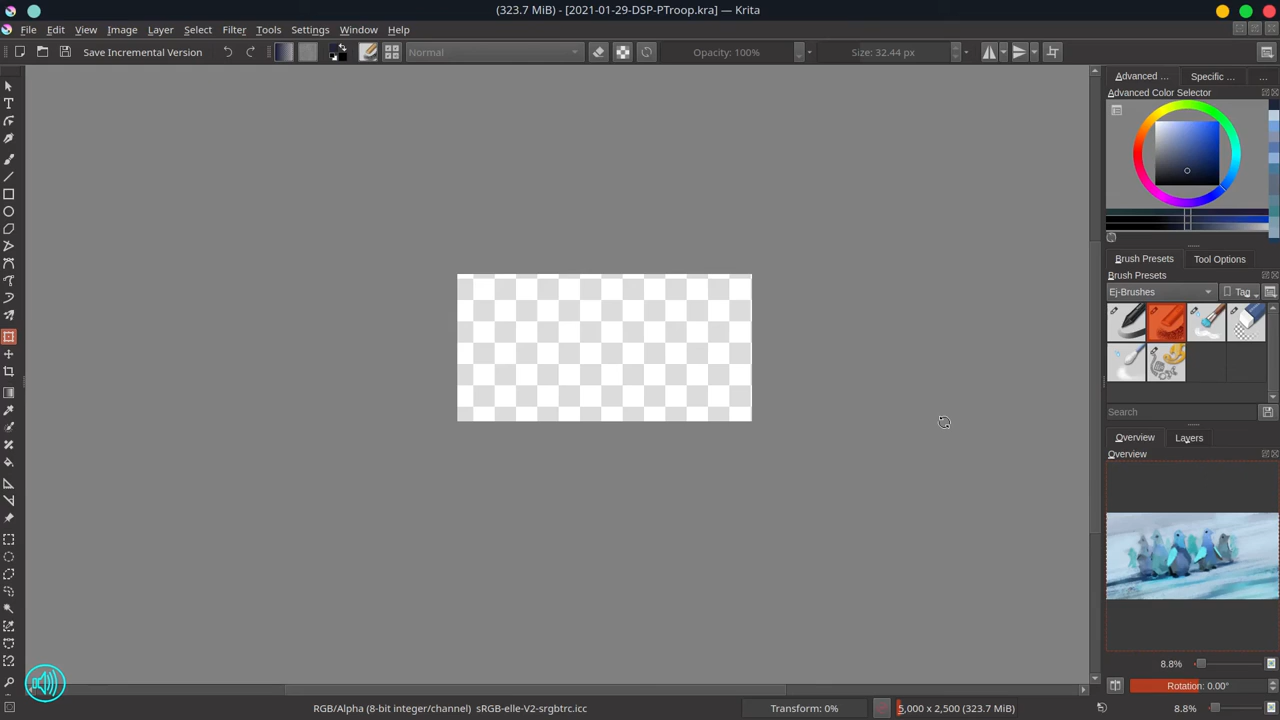 (323.7 MiB) - [2021-01-29-DSP-PTroop.kra] — Krita
File Edit View Image Layer Select Filter Tools Settings Window Help
Save Incremental Version Normal Opacity: 100% Size: 32.44 px
Advanced ... Specific ... ...
Advanced Color Selector
Brush Presets Tool Options
Brush Presets
Ej-Brushes Tag
Search
Overview Layers
Overview
8.8%
Rotation: 0.00°
RGB/Alpha (8-bit integer/channel) sRGB-elle-V2-srgbtrc.icc Transform: 0% 5,000 x 2,500 (323.7 MiB) 8.8%